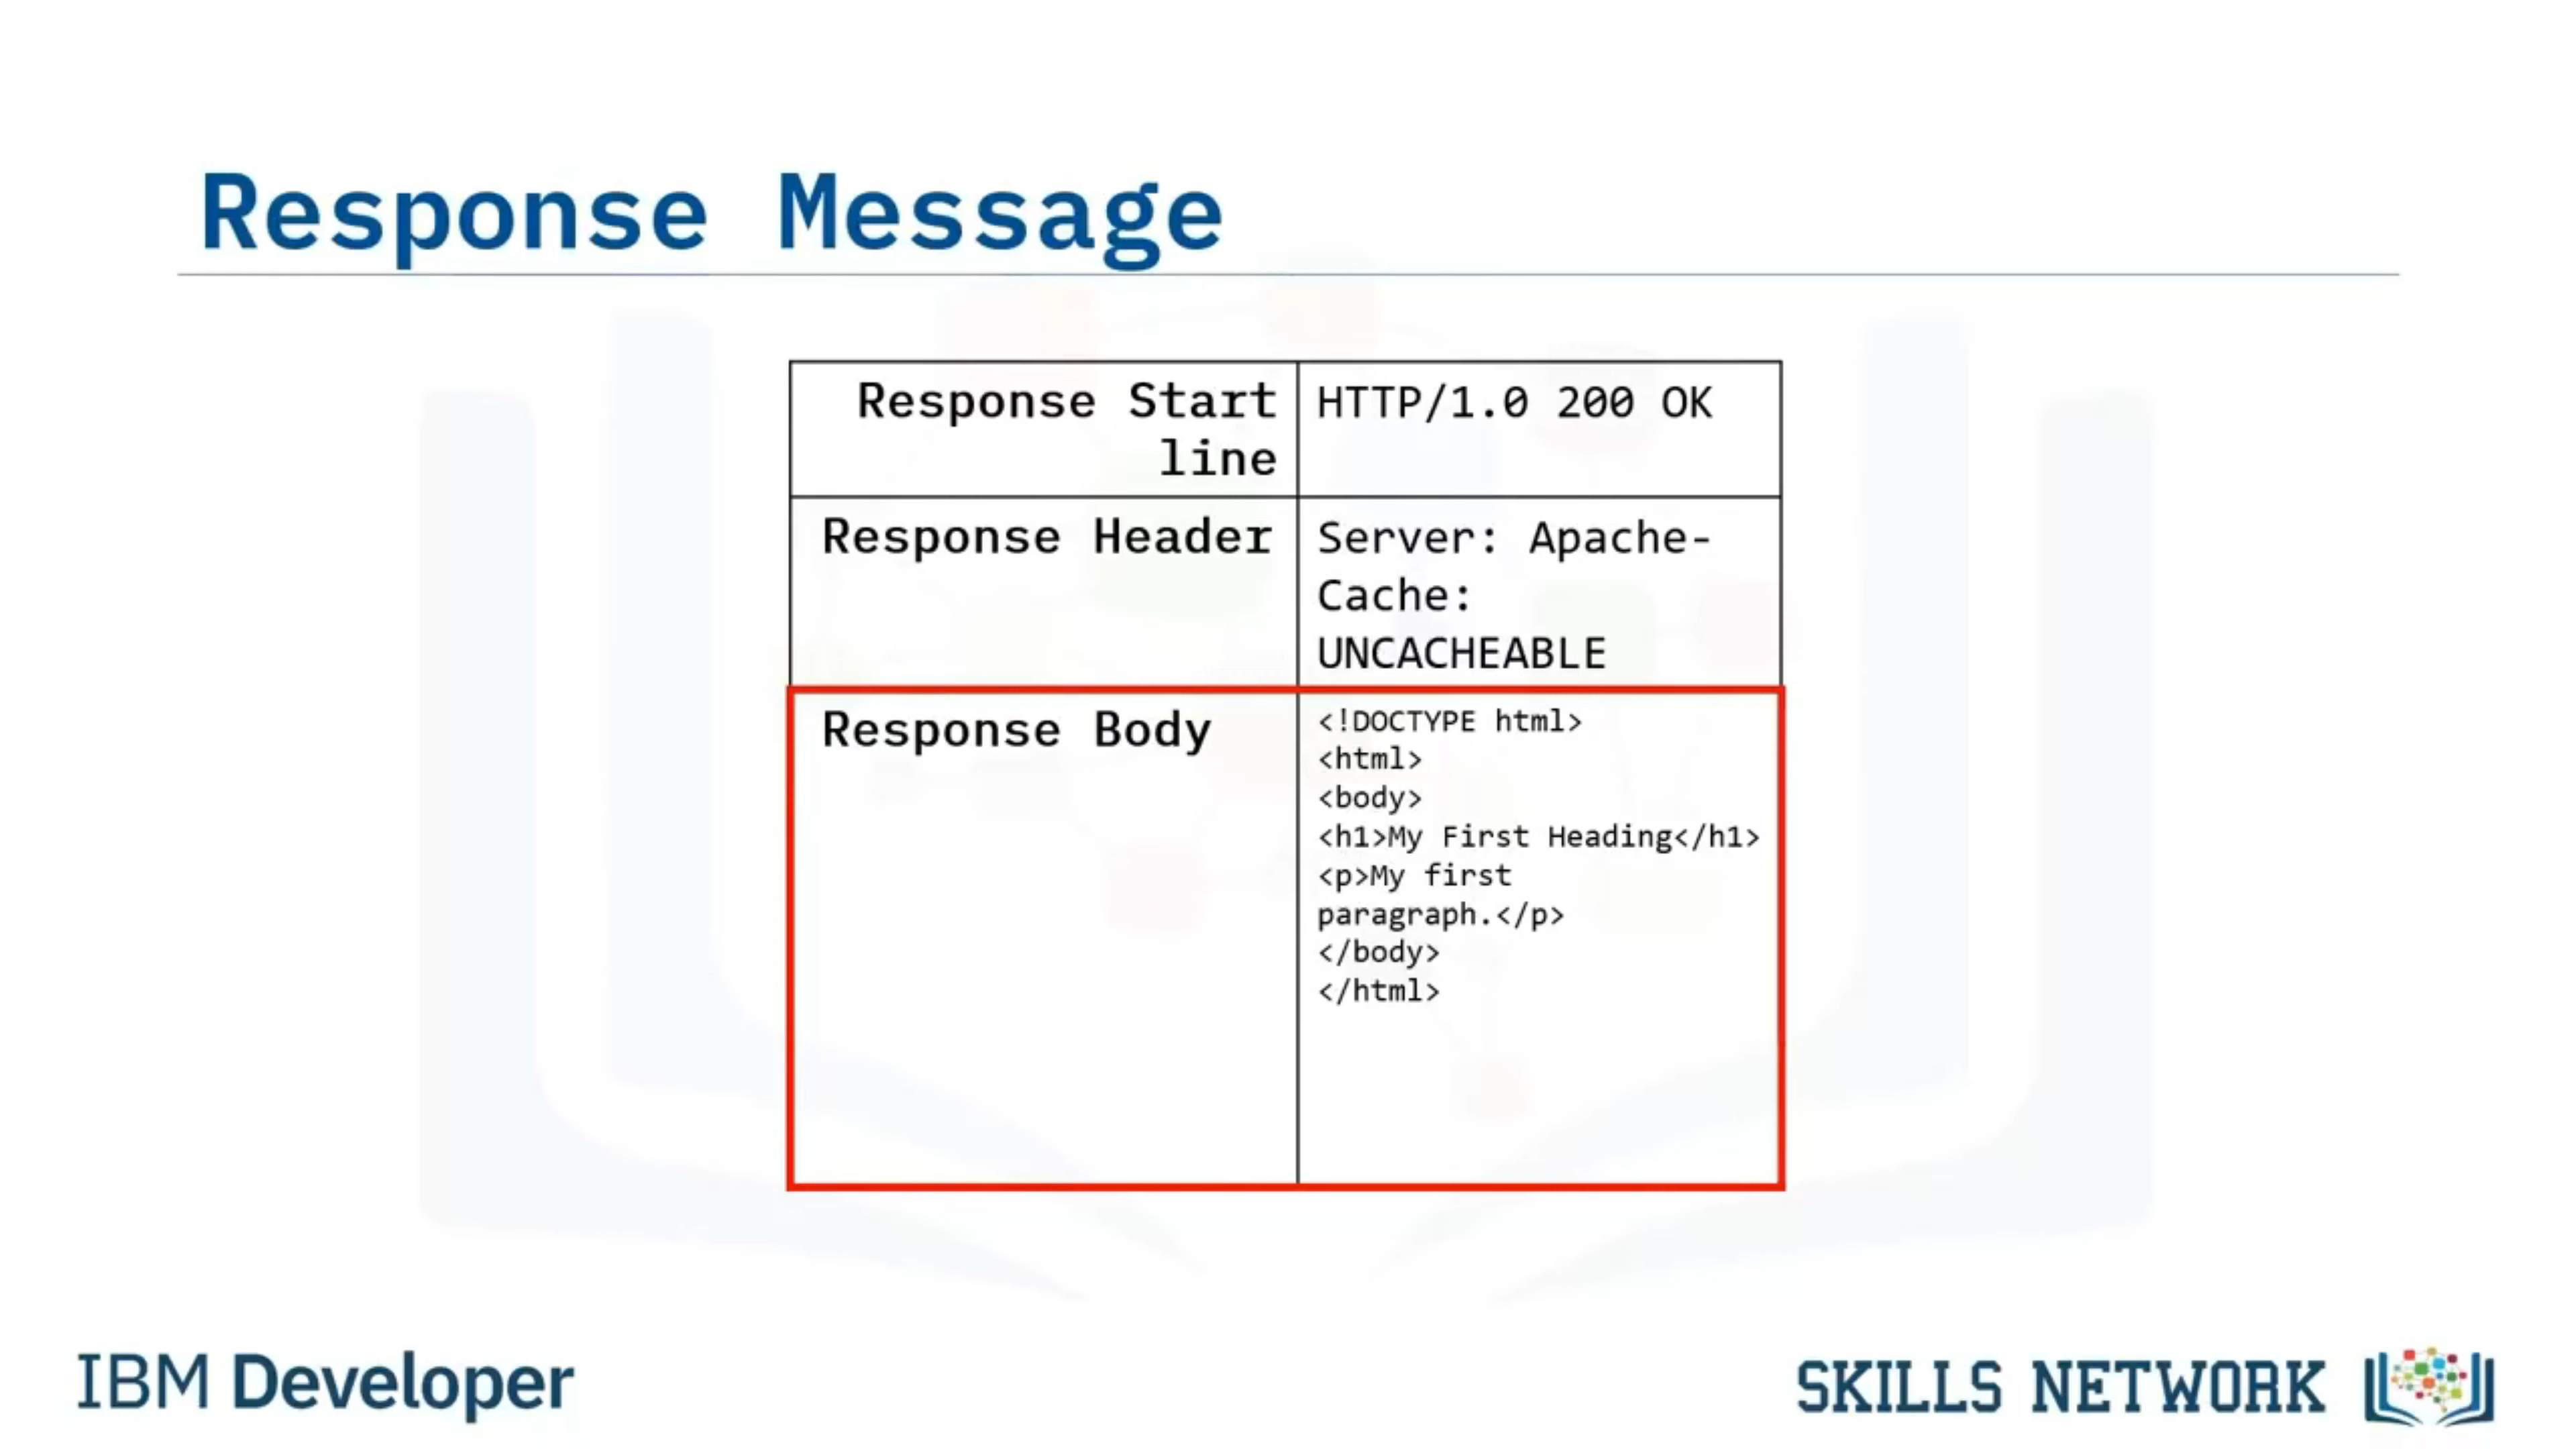 Response Message
Response Start
line
HTTP/1.0 200 OK
Response Header
Server: Apache-
Cache:
UNCACHEABLE
Response Body
<!DOCTYPE html>
<html>
<body>
<h1>My First Heading</h1>
<p>My first
paragraph.</p>
</body>
</html>
IBM Developer
SKILLS NETWORK